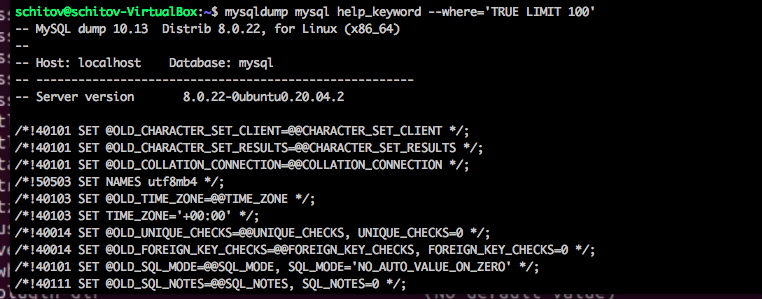 schitov@schitov-VirtualBox:~$ mysqldump mysql help_keyword --where='TRUE LIMIT 100'
-- MySQL dump 10.13  Distrib 8.0.22, for Linux (x86_64)
--
-- Host: localhost    Database: mysql
-- ------------------------------------------------------
-- Server version       8.0.22-0ubuntu0.20.04.2

/*!40101 SET @OLD_CHARACTER_SET_CLIENT=@@CHARACTER_SET_CLIENT */;
/*!40101 SET @OLD_CHARACTER_SET_RESULTS=@@CHARACTER_SET_RESULTS */;
/*!40101 SET @OLD_COLLATION_CONNECTION=@@COLLATION_CONNECTION */;
/*!50503 SET NAMES utf8mb4 */;
/*!40103 SET @OLD_TIME_ZONE=@@TIME_ZONE */;
/*!40103 SET TIME_ZONE='+00:00' */;
/*!40014 SET @OLD_UNIQUE_CHECKS=@@UNIQUE_CHECKS, UNIQUE_CHECKS=0 */;
/*!40014 SET @OLD_FOREIGN_KEY_CHECKS=@@FOREIGN_KEY_CHECKS, FOREIGN_KEY_CHECKS=0 */;
/*!40101 SET @OLD_SQL_MODE=@@SQL_MODE, SQL_MODE='NO_AUTO_VALUE_ON_ZERO' */;
/*!40111 SET @OLD_SQL_NOTES=@@SQL_NOTES, SQL_NOTES=0 */;
(No default value)